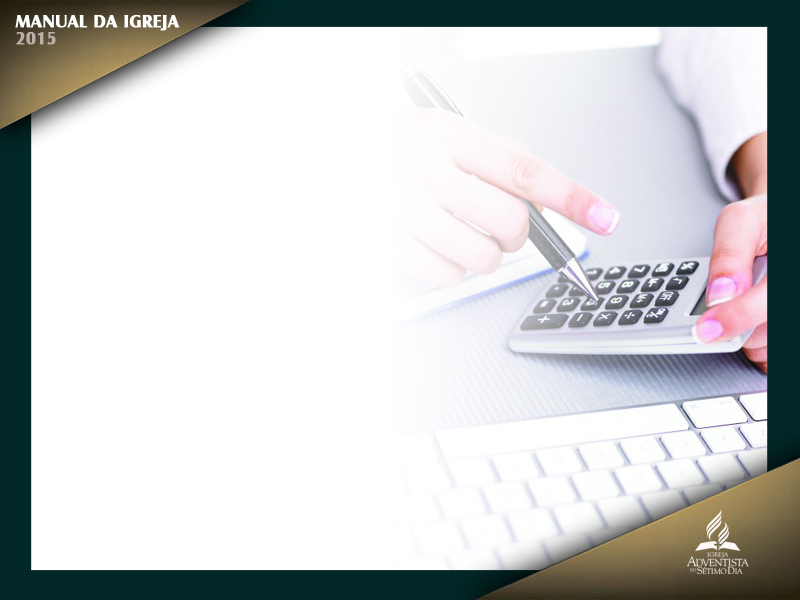 MANUAL DA IGREJA
2015
IGREJA
ADVENTISTA
DO SÉTIMO DIA